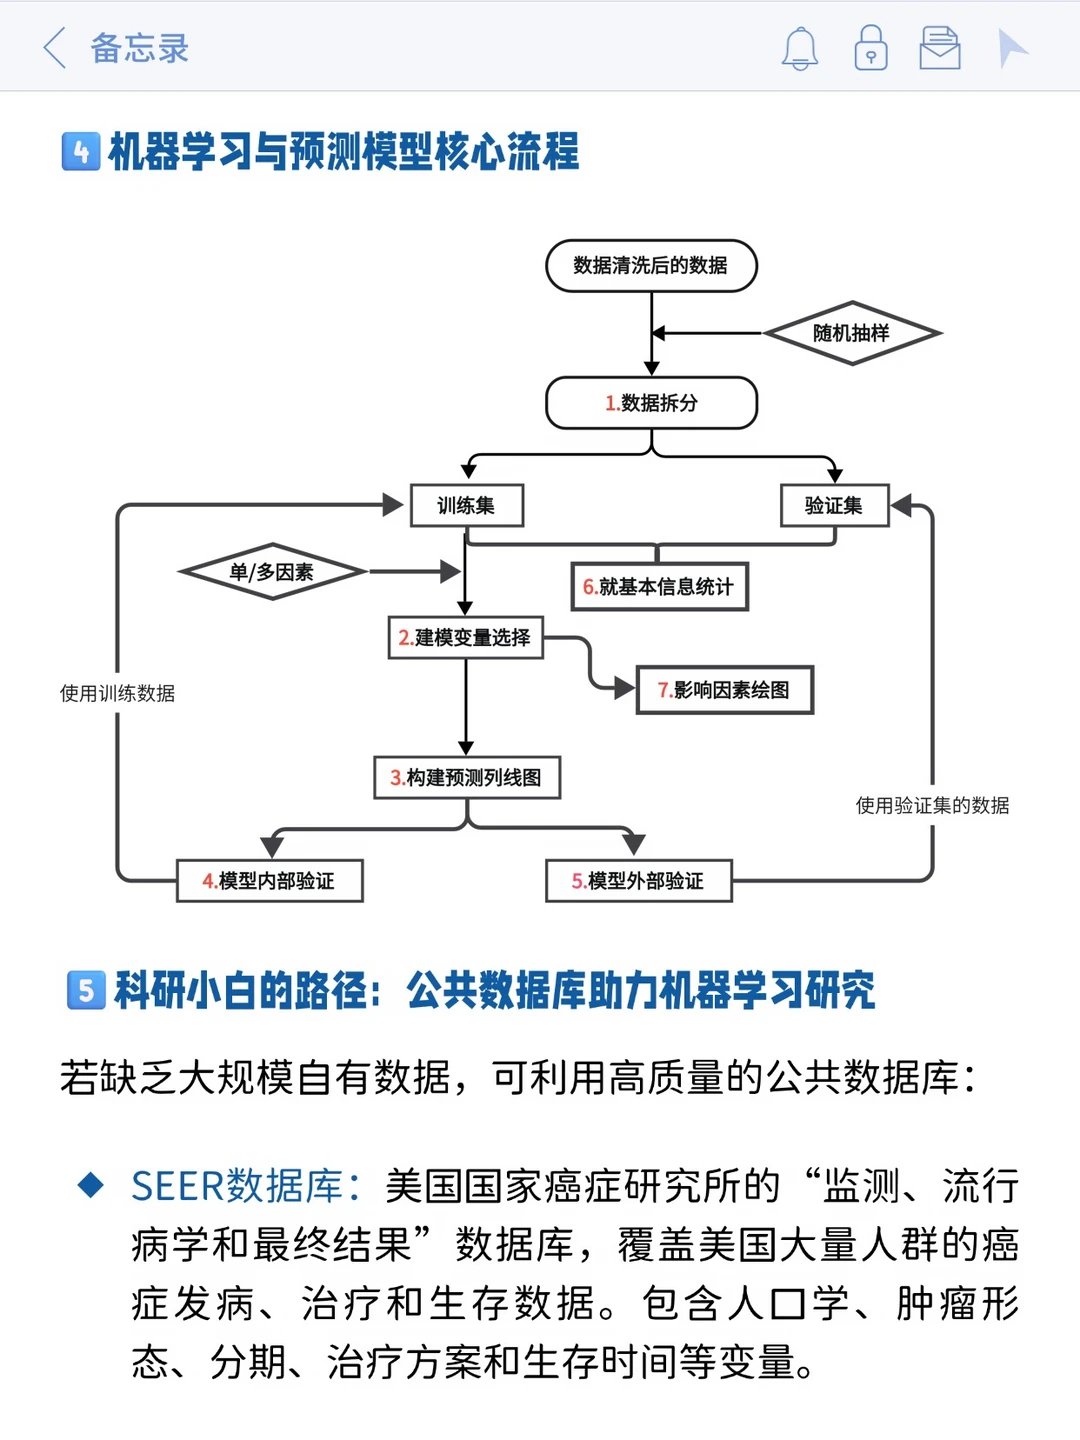 备忘录
4 机器学习与预测模型核心流程
数据清洗后的数据
随机抽样
1.数据拆分
训练集
验证集
单/多因素
6.就基本信息统计
2.建模变量选择
7.影响因素绘图
使用训练数据
3.构建预测列线图
使用验证集的数据
4.模型内部验证
5.模型外部验证
5 科研小白的路径：公共数据库助力机器学习研究
若缺乏大规模自有数据，可利用高质量的公共数据库：
SEER数据库：美国国家癌症研究所的“监测、流行
病学和最终结果”数据库，覆盖美国大量人群的癌
症发病、治疗和生存数据。包含人口学、肿瘤形
态、分期、治疗方案和生存时间等变量。